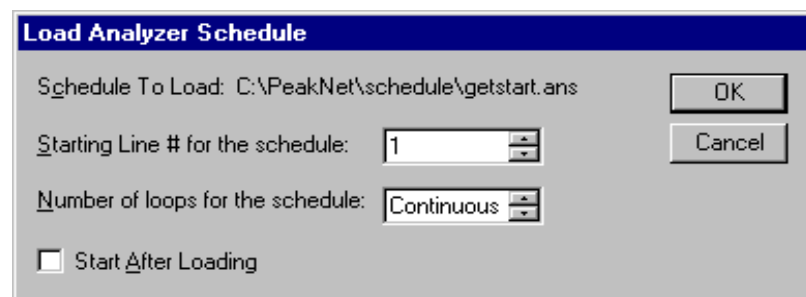 Load Analyzer Schedule
Schedule To Load: C:\PeakNet\schedule\getstart.ans
OK
Starting Line # for the schedule: 1
Cancel
Number of loops for the schedule: Continuous
Start After Loading